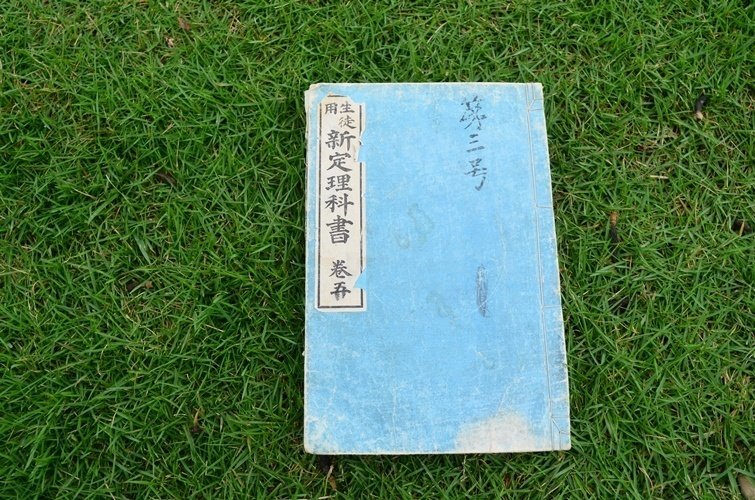 第三号
生徒用
新定理科書 巻五